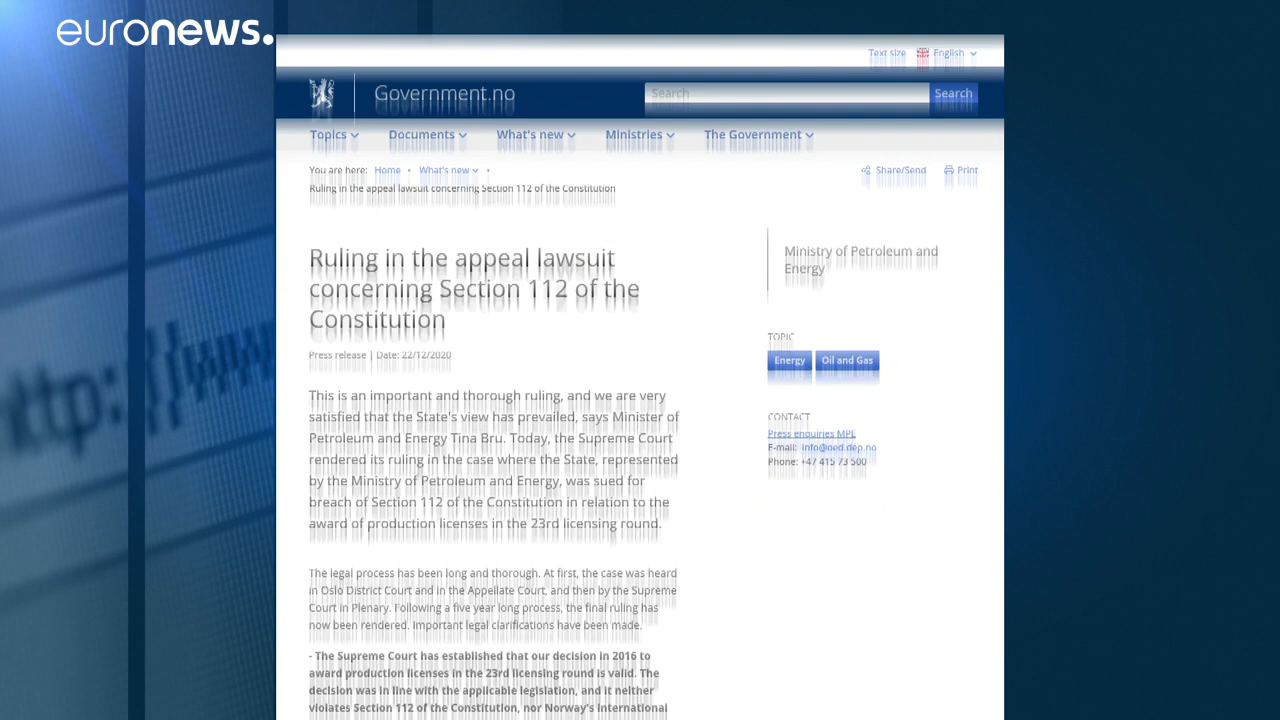 euronews.
Text size English
Government.no Search Search
Topics Documents What's new Ministries The Government
You are here: Home • What's new •
Share/Send Print
Ruling in the appeal lawsuit concerning Section 112 of the Constitution
Ruling in the appeal lawsuit
concerning Section 112 of the
Constitution
Press release | Date: 22/12/2020
This is an important and thorough ruling, and we are very
satisfied that the State's view has prevailed, says Minister of
Petroleum and Energy Tina Bru. Today, the Supreme Court
rendered its ruling in the case where the State, represented
by the Ministry of Petroleum and Energy, was sued for
breach of Section 112 of the Constitution in relation to the
award of production licenses in the 23rd licensing round.
The legal process has been long and thorough. At first, the case was heard
in Oslo District Court and in the Appellate Court, and then by the Supreme
Court in Plenary. Following a five year long process, the final ruling has
now been rendered. Important legal clarifications have been made.
- The Supreme Court has established that our decision in 2016 to
award production licenses in the 23rd licensing round is valid. The
decision was in line with the applicable legislation, and it neither
violates Section 112 of the Constitution, nor Norway's international
Ministry of Petroleum and
Energy
TOPIC
Energy Oil and Gas
CONTACT
Press enquiries MPE
E-mail: info@oed.dep.no
Phone: +47 415 73 500
ttp://www